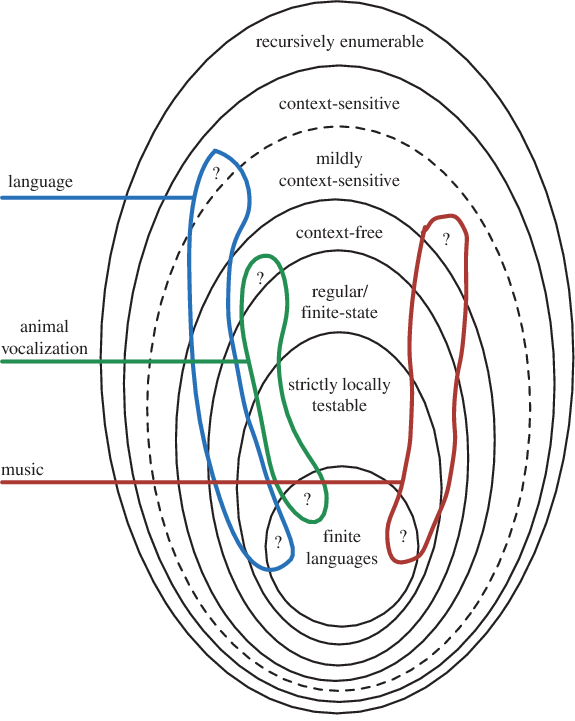 recursively enumerable
context-sensitive
mildly
context-sensitive
?
language
context-free
?
?
regular/
finite-state
animal
vocalization
strictly locally
testable
music
?
finite
languages
?
?